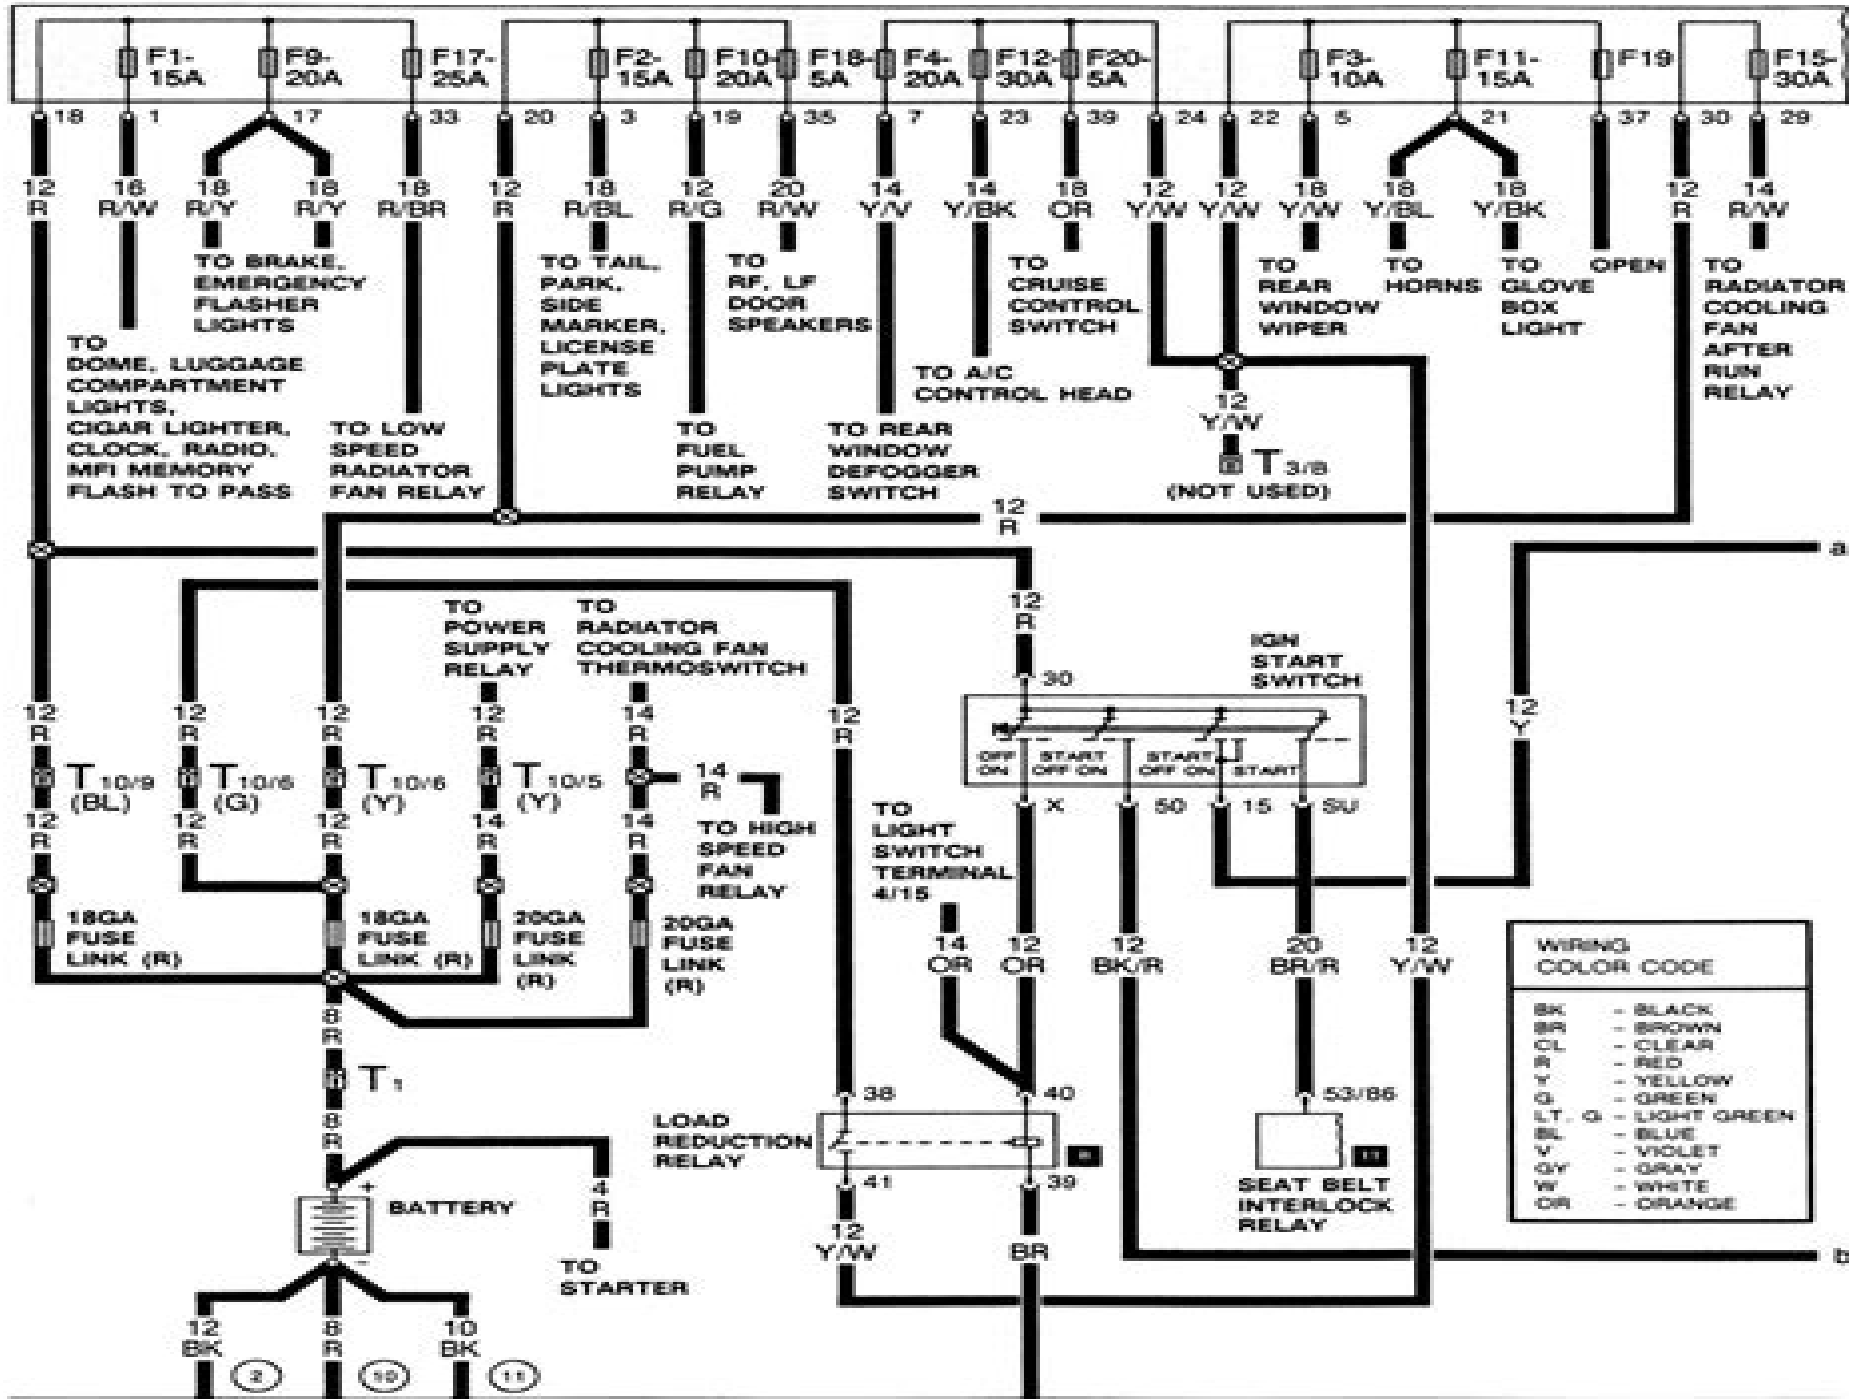 F1- F9- F17- F2- F10- F18- F4- F12- F20- F3- F11- F19 F15-
15A 20A 25A 15A 20A 5A 20A 30A 5A 10A 15A 30A
18 1 17 33 20 3 19 35 7 23 39 24 22 5 21 37 30 29
12 16 18 18 18 12 18 12 20 14 14 18 12 12 18 18 18 12 14
R R/W R/Y R/Y R/BR R R/BL R/G R/W Y/V Y/BK OR Y/W Y/W Y/W Y/BL Y/BK R R/W
TO BRAKE,
EMERGENCY
FLASHER
LIGHTS
TO TAIL,
PARK,
SIDE
MARKER,
LICENSE
PLATE
LIGHTS
TO
RF, LF
DOOR
SPEAKERS
TO
CRUISE
CONTROL
SWITCH
TO
REAR
WINDOW
WIPER
TO
HORNS
TO
GLOVE
BOX
LIGHT
OPEN
TO
RADIATOR
COOLING
FAN
AFTER
RUN
RELAY
TO
DOME, LUGGAGE
COMPARTMENT
LIGHTS,
CIGAR LIGHTER,
CLOCK, RADIO,
MFI MEMORY
FLASH TO PASS
TO LOW
SPEED
RADIATOR
FAN RELAY
TO
FUEL
PUMP
RELAY
TO REAR
WINDOW
DEFOGGER
SWITCH
TO A/C
CONTROL HEAD
12
Y/W
T 3/8
(NOT USED)
12
R
a
TO
POWER
SUPPLY
RELAY
TO
RADIATOR
COOLING FAN
THERMOSWITCH
12
R
30
IGN
START
SWITCH
12 12 12 12 14 12 12
R R R R R R Y
OFF START START START
ON OFF ON OFF ON
X 50 15 SU
T 10/9 T 10/6 T 10/6 T 10/5 14
(BL) (G) (Y) (Y) R
12 12 12 14 14
R R R R R
TO HIGH
SPEED
FAN
RELAY
TO
LIGHT
SWITCH
TERMINAL
4/15
18GA
FUSE
LINK (R)
18GA
FUSE
LINK (R)
20GA
FUSE
LINK
(R)
20GA
FUSE
LINK
(R)
14 12 12 20 12
OR OR BK/R BR/R Y/W
8
R
T 1
8
R
WIRING
COLOR CODE
BK - BLACK
BR - BROWN
CL - CLEAR
R - RED
Y - YELLOW
G - GREEN
LT. G - LIGHT GREEN
BL - BLUE
V - VIOLET
GY - GRAY
W - WHITE
OR - ORANGE
38 40 53/86
LOAD
REDUCTION
RELAY
41 39
11
SEAT BELT
INTERLOCK
RELAY
+
BATTERY
-
4
R
TO
STARTER
12
Y/W
BR
b
12 8 10
BK R BK
2 10 11